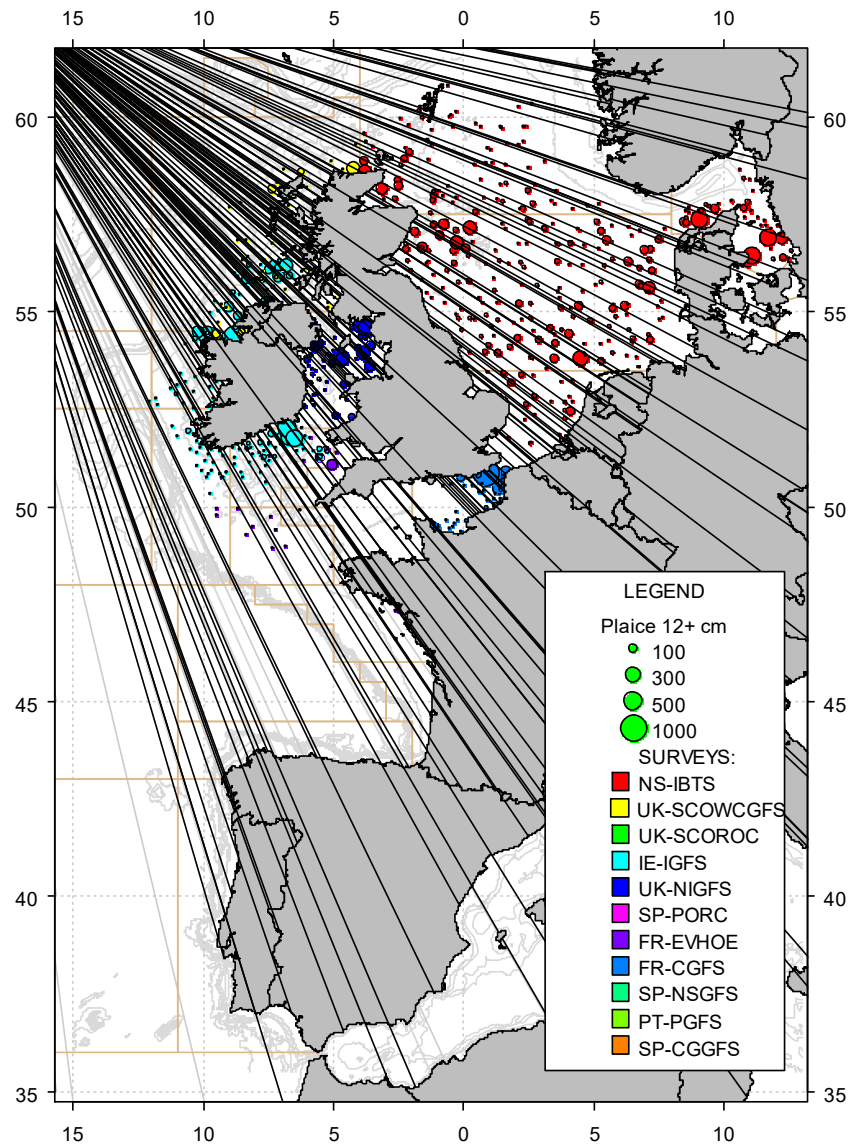 15 10 5 0 5 10
60 60
55 55
50 50
LEGEND
Plaice 12+ cm
100
300
500
1000
45 45
SURVEYS:
NS-IBTS
UK-SCOWCGFS
UK-SCOROC
IE-IGFS
40 40
UK-NIGFS
SP-PORC
FR-EVHOE
FR-CGFS
SP-NSGFS
PT-PGFS
SP-CGGFS
35 35
15 10 5 0 5 10